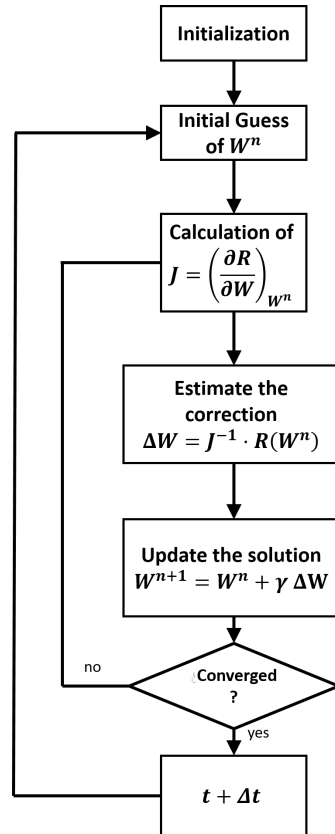 Initialization
Initial Guess
of Wⁿ
Calculation of
J = (∂R/∂W)_Wⁿ
Estimate the
correction
ΔW = J⁻¹ · R(Wⁿ)
Update the solution
Wⁿ⁺¹ = Wⁿ + γ ΔW
no
Converged
?
yes
t + Δt